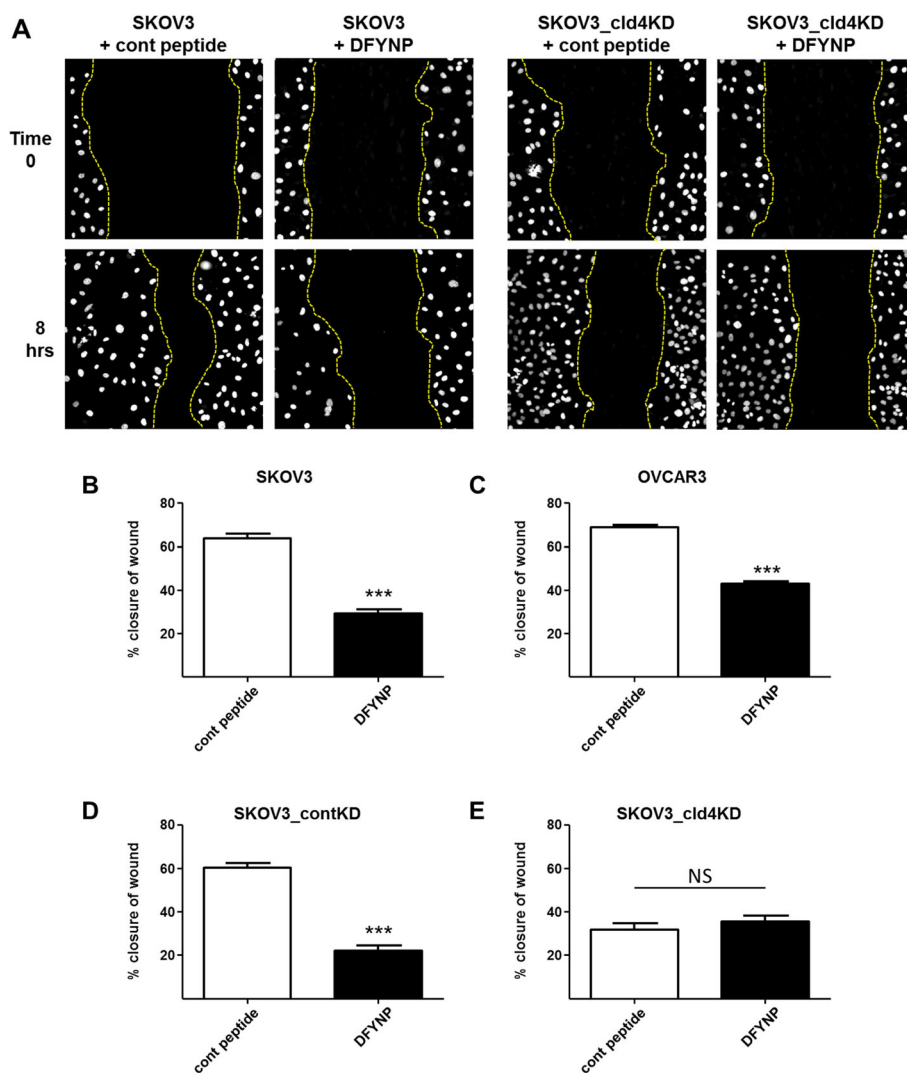 A
SKOV3
+ cont peptide
SKOV3
+ DFYNP
SKOV3_cld4KD
+ cont peptide
SKOV3_cld4KD
+ DFYNP
Time
0
8
hrs
B
SKOV3
% closure of wound
80
60
40
20
***
cont peptide
DFYNP
C
OVCAR3
% closure of wound
80
60
40
20
***
cont peptide
DFYNP
D
SKOV3_contKD
% closure of wound
80
60
40
20
***
cont peptide
DFYNP
E
SKOV3_cld4KD
% closure of wound
80
60
40
20
NS
cont peptide
DFYNP